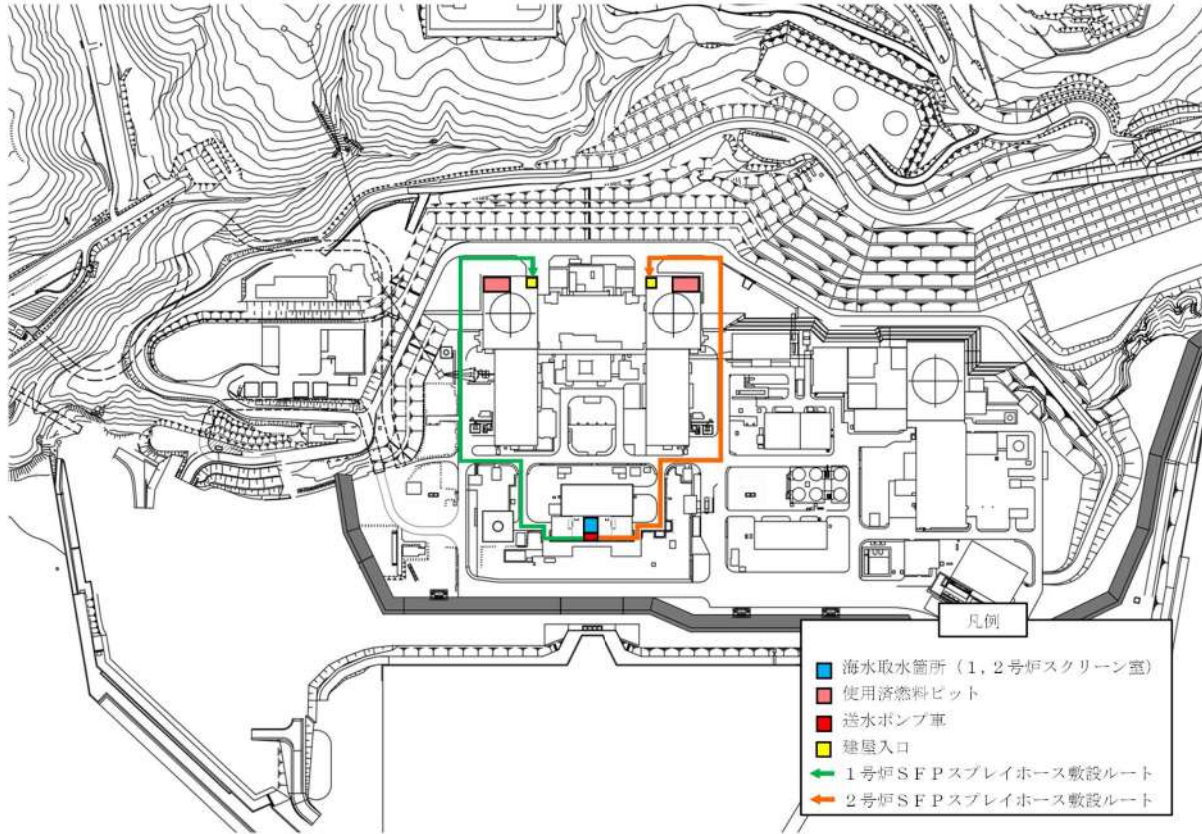 凡例
海水取水箇所（1,2号炉スクリーン室）
使用済燃料ピット
送水ポンプ車
建屋入口
1号炉SFPスプレイホース敷設ルート
2号炉SFPスプレイホース敷設ルート